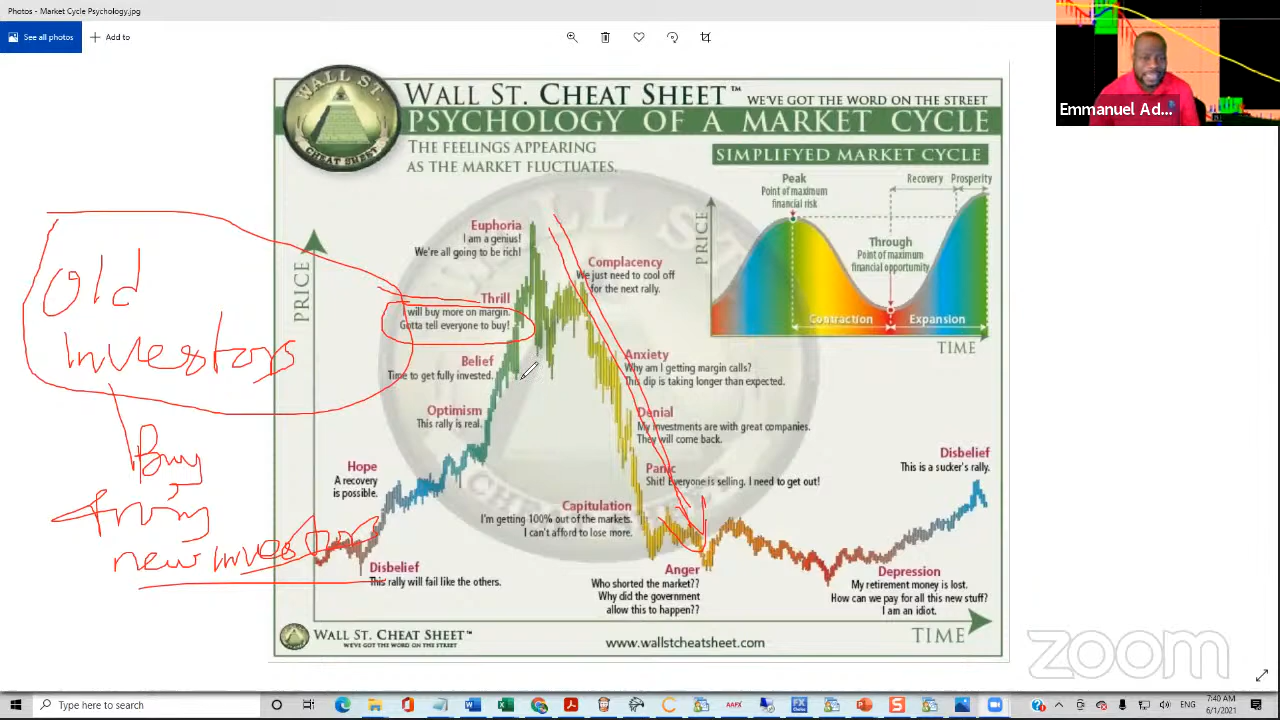 Photos - Market Cycle Psychology.jpg
See all photos
Add to
Emmanuel Ad...
WALL ST.
CHEAT SHEET
WALL ST. CHEAT SHEET™ WE'VE GOT THE WORD ON THE STREET
PSYCHOLOGY OF A MARKET CYCLE
THE FEELINGS APPEARING
AS THE MARKET FLUCTUATES.
SIMPLIFYED MARKET CYCLE
Peak
Point of maximum
financial risk
Recovery Prosperity
Through
Point of maximum
financial opportunity
Contraction Expansion
PRICE
TIME
PRICE
Euphoria
I am a genius!
We're all going to be rich!
Complacency
We just need to cool off
for the next rally.
Thrill
I will buy more on margin.
Gotta tell everyone to buy!
Anxiety
Why am I getting margin calls?
This dip is taking longer than expected.
Belief
Time to get fully invested.
Denial
My investments are with great companies.
They will come back.
Optimism
This rally is real.
Panic
Shit! Everyone is selling, I need to get out!
Hope
A recovery
is possible.
Disbelief
This is a sucker's rally.
Capitulation
I'm getting 100% out of the markets.
I can't afford to lose more.
Disbelief
This rally will fail like the others.
Anger
Who shorted the market??
Why did the government
allow this to happen??
Depression
My retirement money is lost.
How can we pay for all this new stuff?
I am an idiot.
TIME
Old
Investors
Buy
from
new Investors
WALL ST. CHEAT SHEET™
WE'VE GOT THE WORD ON THE STREET
www.wallstcheatsheet.com
zoom
Type here to search
7:40 AM
6/1/2021